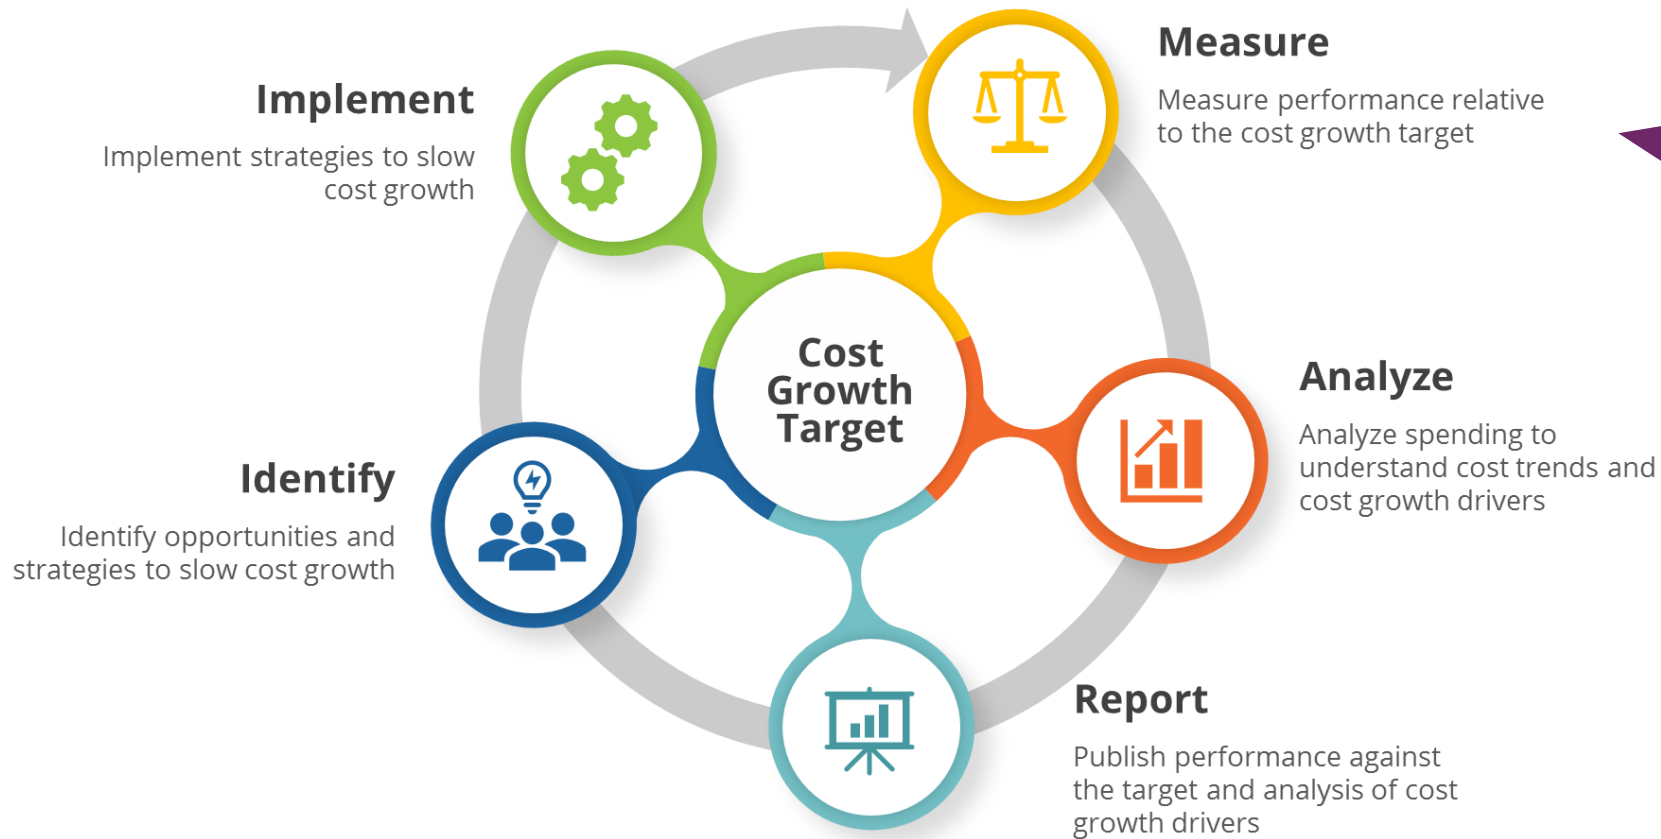 Measure
Measure performance relative
to the cost growth target
Analyze
Analyze spending to
understand cost trends and
cost growth drivers
Report
Publish performance against
the target and analysis of cost
growth drivers
Identify
Identify opportunities and
strategies to slow cost growth
Implement
Implement strategies to slow
cost growth
Cost
Growth
Target